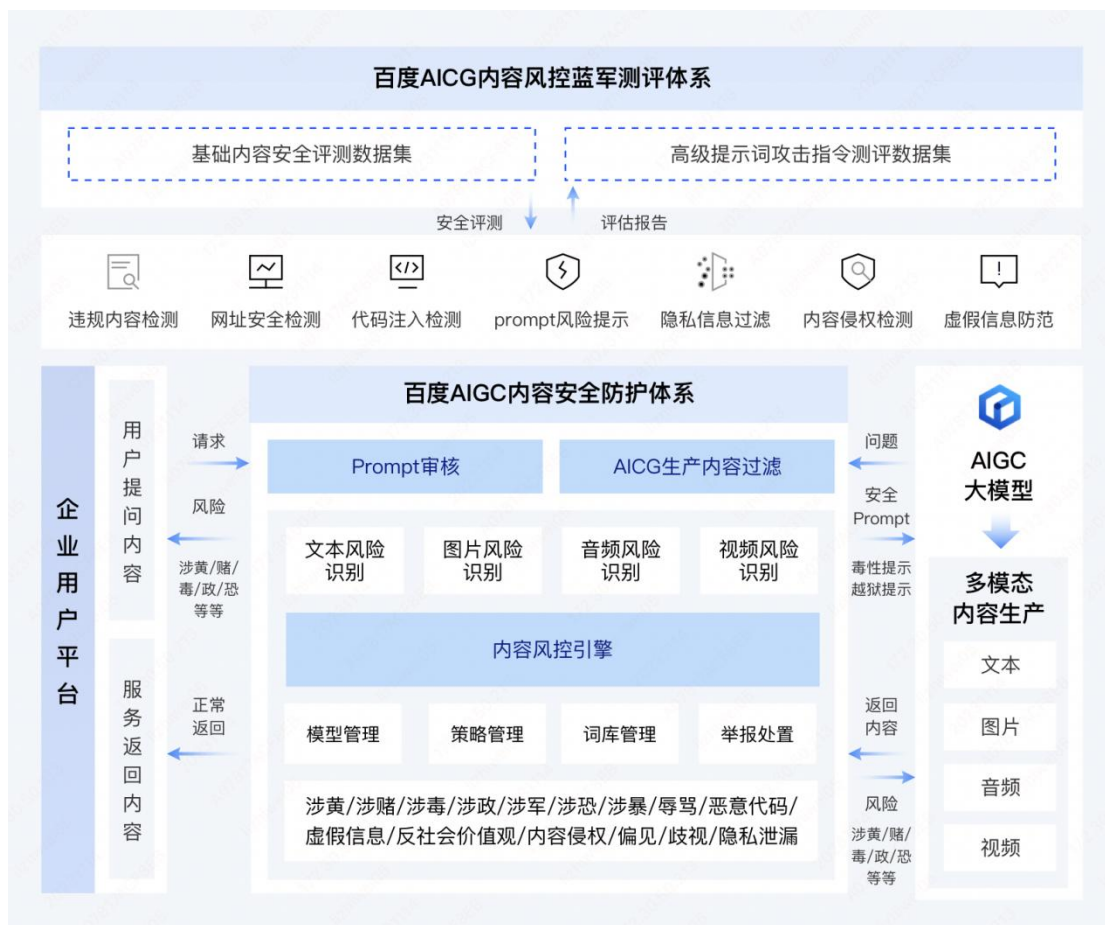 百度AICG内容风控蓝军测评体系
基础内容安全评测数据集
高级提示词攻击指令测评数据集
安全评测
评估报告
违规内容检测
网址安全检测
代码注入检测
prompt风险提示
隐私信息过滤
内容侵权检测
虚假信息防范
企业用户平台
用户提问内容
服务返回内容
请求
风险
涉黄/赌/
毒/政/恐
等等
正常
返回
百度AIGC内容安全防护体系
Prompt审核
AICG生产内容过滤
文本风险
识别
图片风险
识别
音频风险
识别
视频风险
识别
内容风控引擎
模型管理
策略管理
词库管理
举报处置
涉黄/涉赌/涉毒/涉政/涉军/涉恐/涉暴/辱骂/恶意代码/
虚假信息/反社会价值观/内容侵权/偏见/歧视/隐私泄漏
问题
安全
Prompt
毒性提示
越狱提示
返回
内容
风险
涉黄/赌/
毒/政/恐
等等
AIGC
大模型
多模态
内容生产
文本
图片
音频
视频